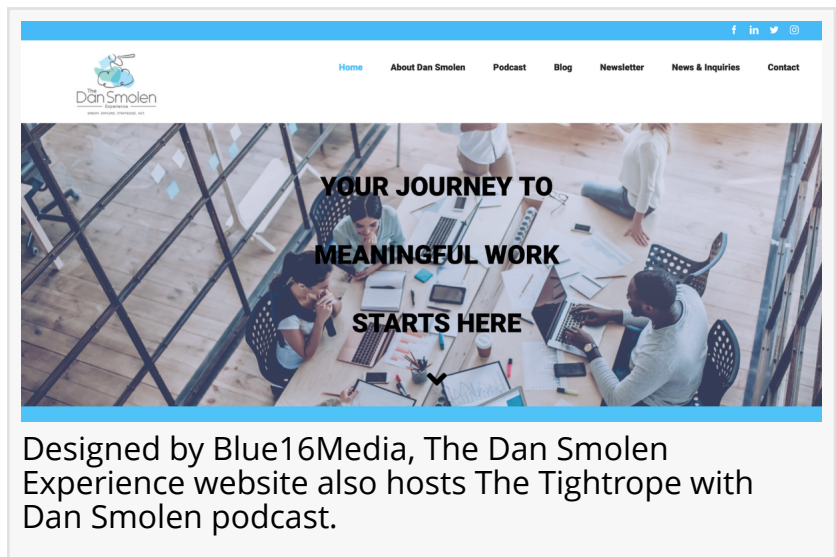 The
Dan Smolen
Experience
Home About Dan Smolen Podcast Blog Newsletter News & Inquiries Contact
YOUR JOURNEY TO
MEANINGFUL WORK
STARTS HERE
Designed by Blue16Media, The Dan Smolen
Experience website also hosts The Tightrope with
Dan Smolen podcast.